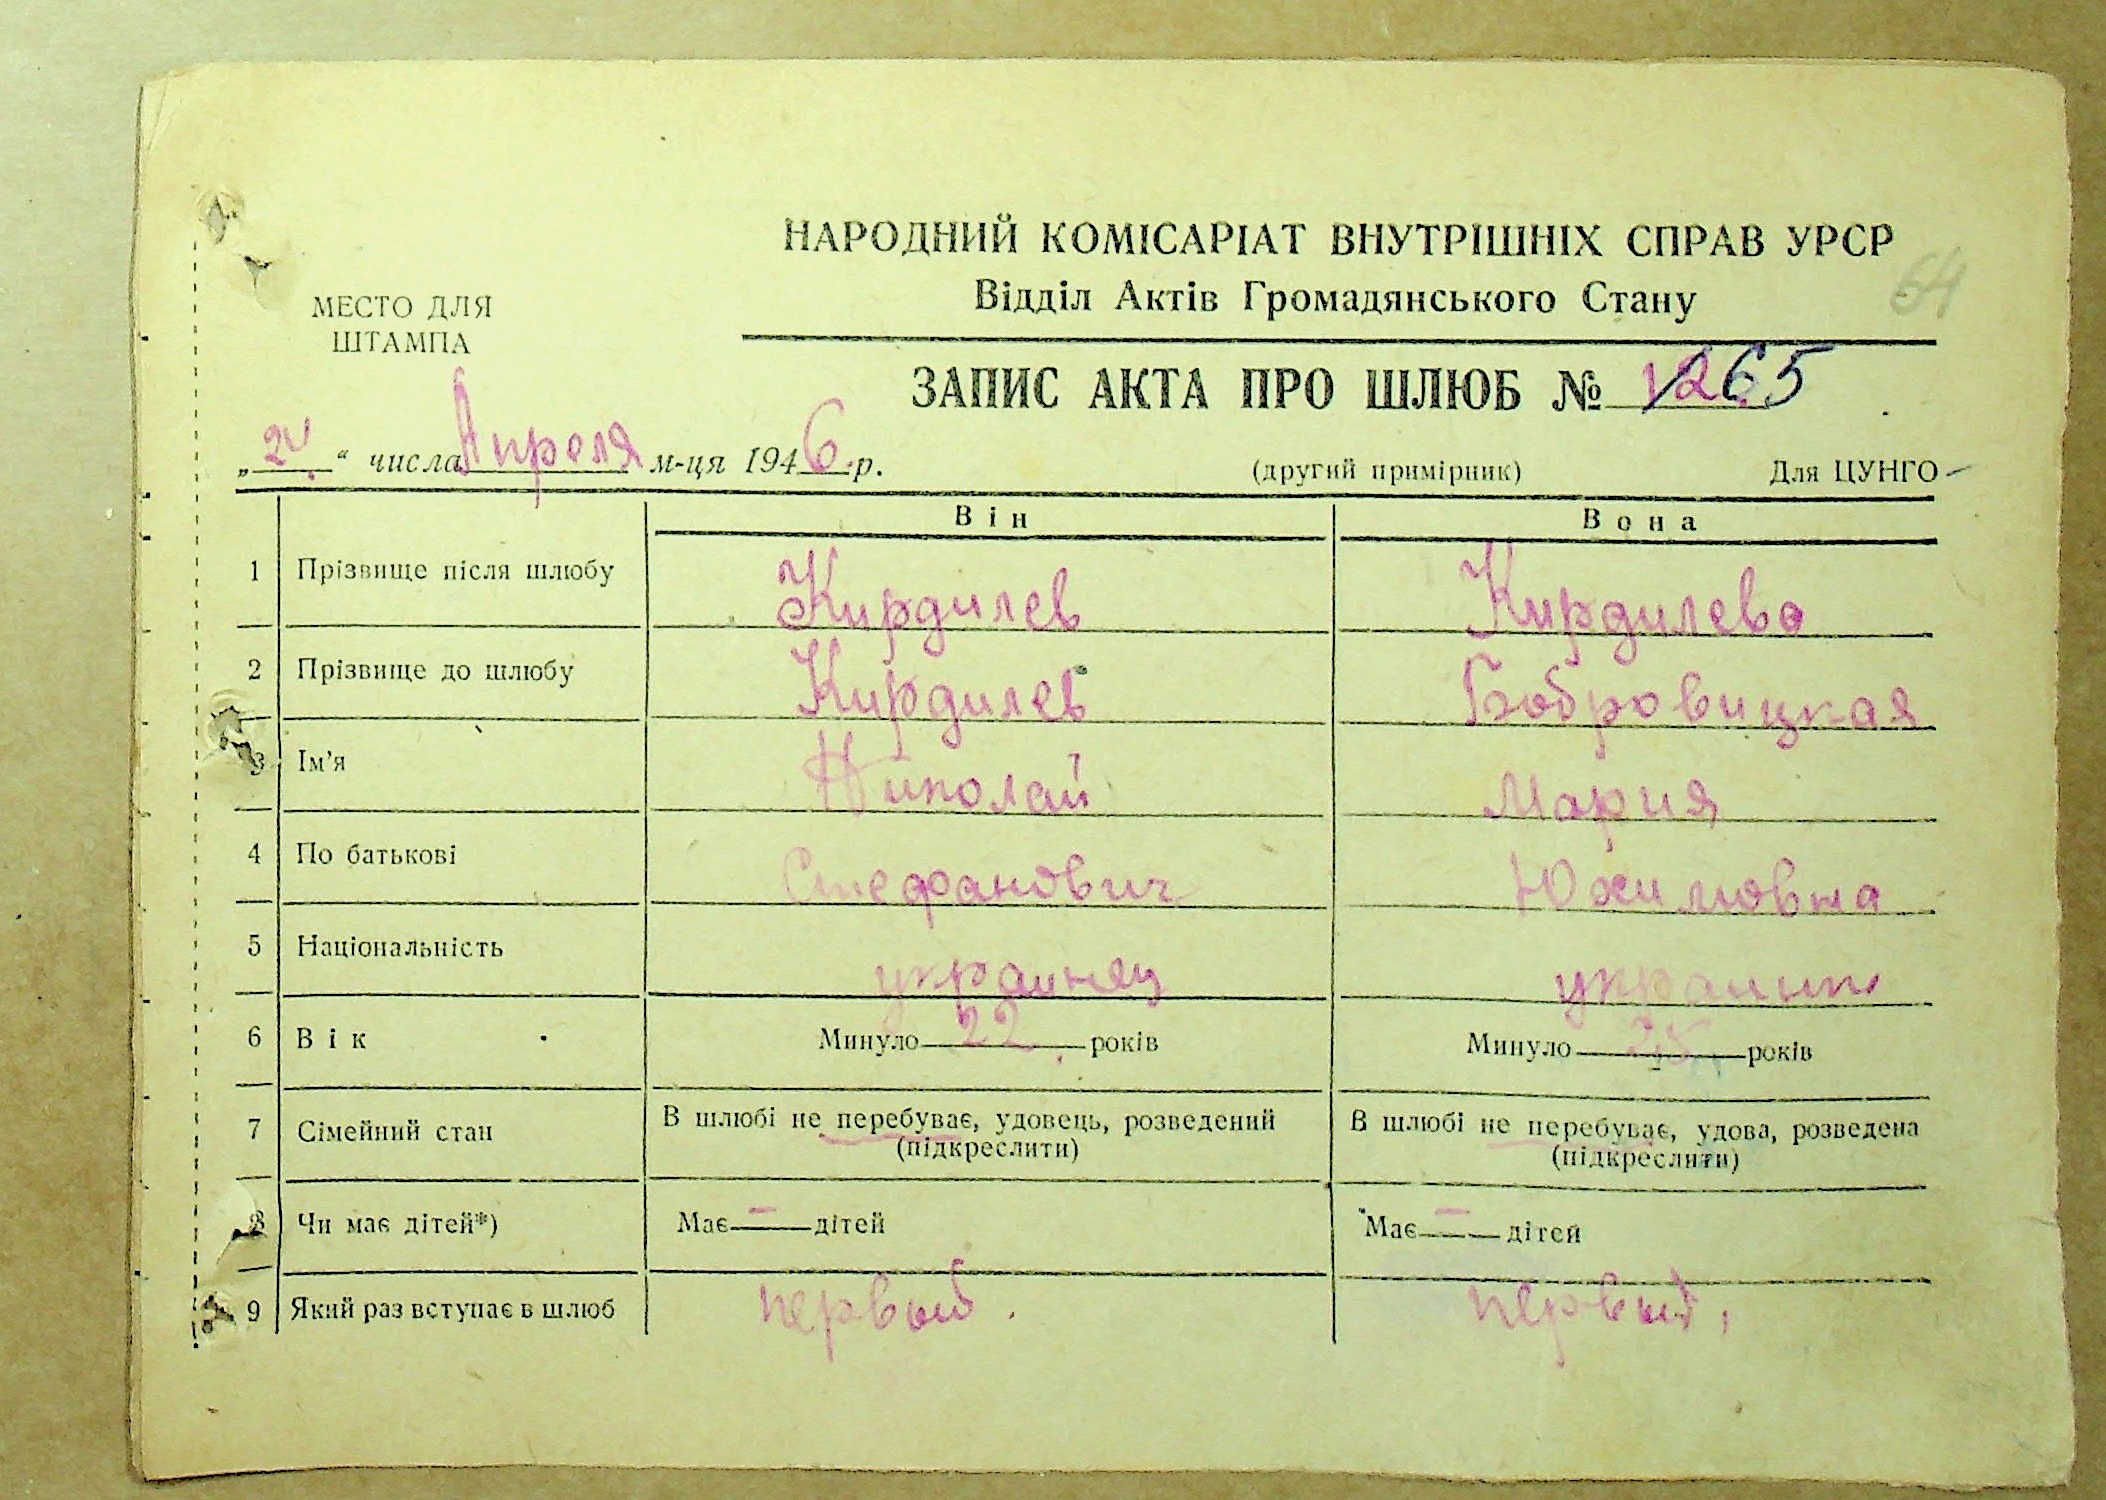 НАРОДНИЙ КОМІСАРІАТ ВНУТРІШНІХ СПРАВ УРСР
Відділ Актів Громадянського Стану
64
МЕСТО ДЛЯ
ШТАМПА
ЗАПИС АКТА ПРО ШЛЮБ № 265
„24“ числа Апреля м-ця 1946 р.
(другий примірник) Для ЦУНГО
Він Вона
1 Прізвище після шлюбу Кирдилев Кирдилева
2 Прізвище до шлюбу Кирдилев Бобровицкая
3 Ім'я Николай Мария
4 По батькові Стефанович Юхимовна
5 Національність украинец украинк
6 Вік Минуло 22 років Минуло 25 років
7 Сімейний стан В шлюбі не перебуває, удовець, розведений В шлюбі не перебуває, удова, розведена
(підкреслити) (підкреслити)
8 Чи має дітей*) Має — дітей Має — дітей
9 Який раз вступає в шлюб первый. первый,